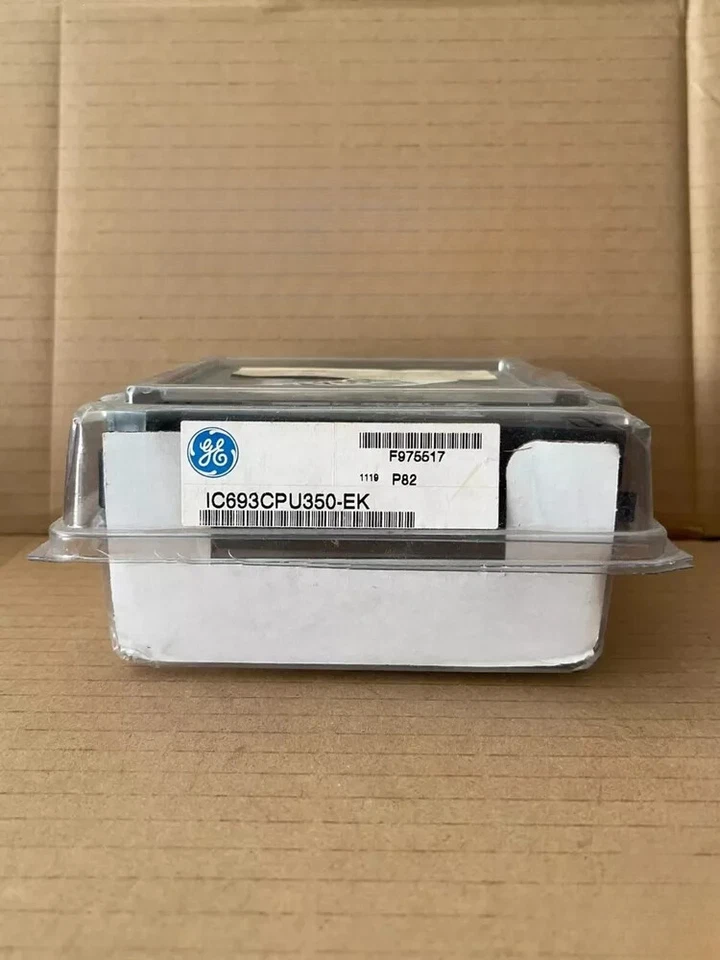 GE
F975517
1119 P82
IC693CPU350-EK